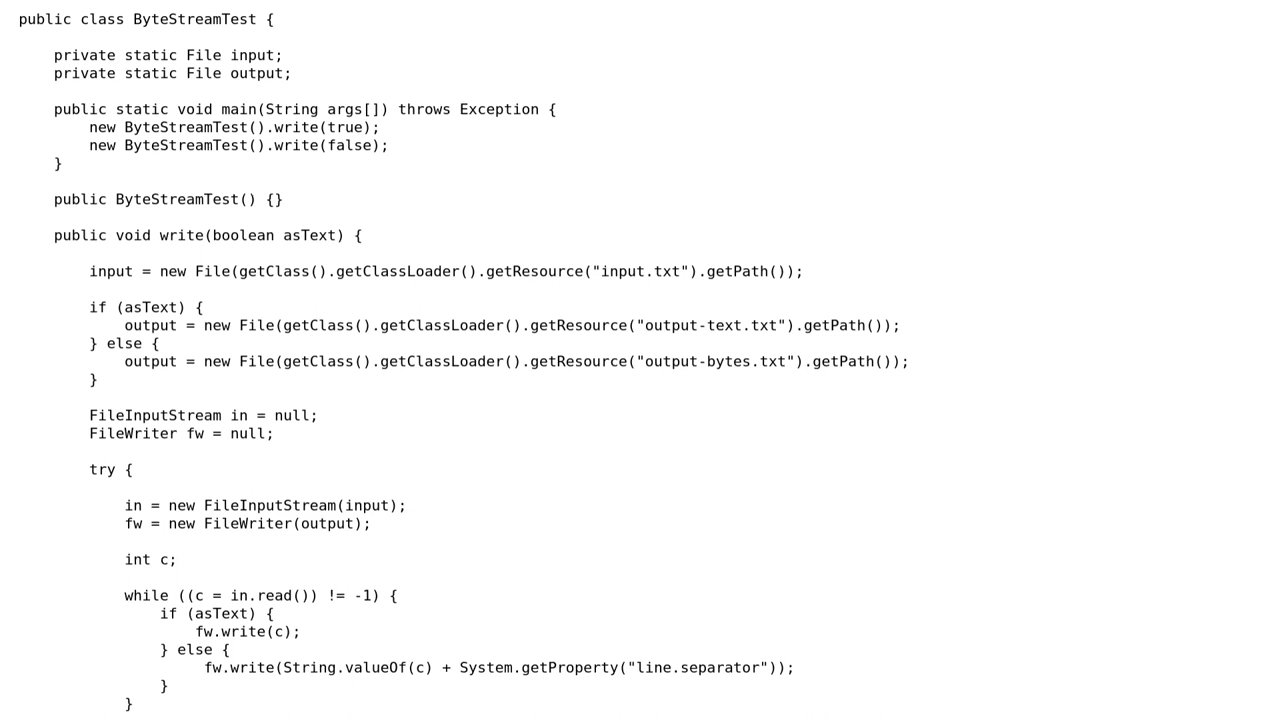 public class ByteStreamTest {
private static File input;
private static File output;
public static void main(String args[]) throws Exception {
new ByteStreamTest().write(true);
new ByteStreamTest().write(false);
}
public ByteStreamTest() {}
public void write(boolean asText) {
input = new File(getClass().getClassLoader().getResource("input.txt").getPath());
if (asText) {
output = new File(getClass().getClassLoader().getResource("output-text.txt").getPath());
} else {
output = new File(getClass().getClassLoader().getResource("output-bytes.txt").getPath());
}
FileInputStream in = null;
FileWriter fw = null;
try {
in = new FileInputStream(input);
fw = new FileWriter(output);
int c;
while ((c = in.read()) != -1) {
if (asText) {
fw.write(c);
} else {
fw.write(String.valueOf(c) + System.getProperty("line.separator"));
}
}